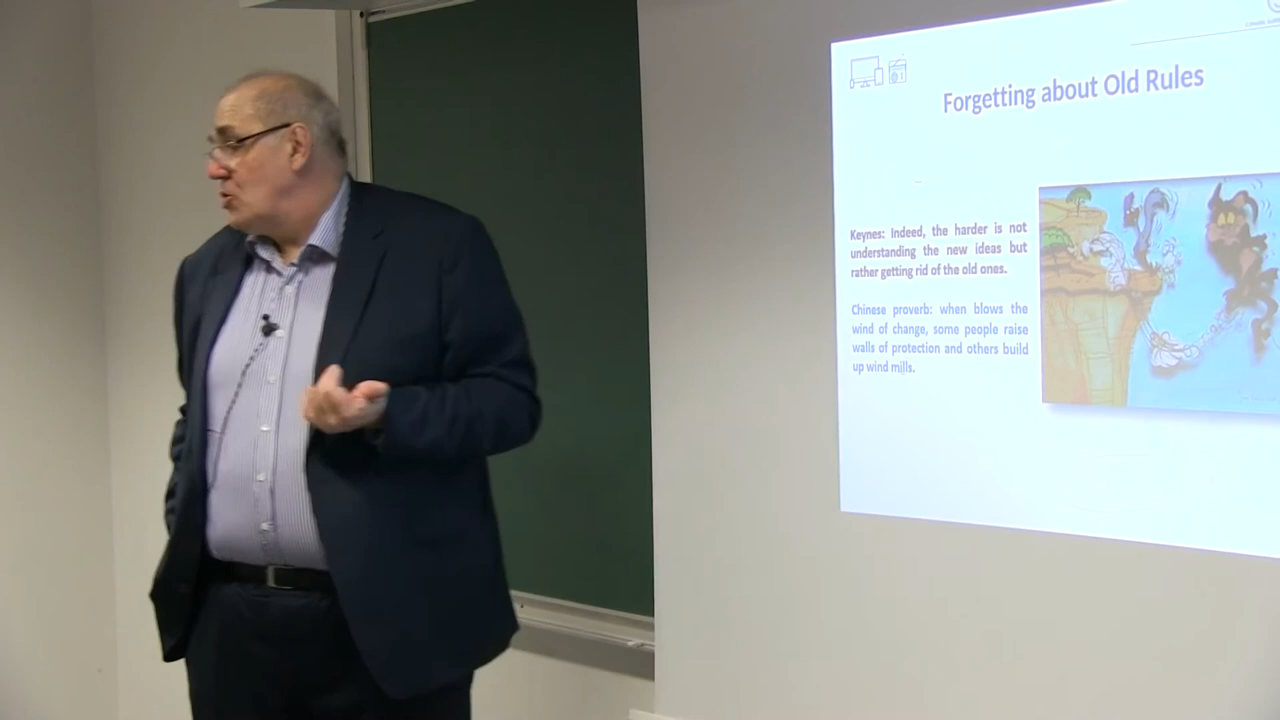 Forgetting about Old Rules
Keynes: Indeed, the harder is not
understanding the new ideas but
rather getting rid of the old ones.
Chinese proverb: when blows the
wind of change, some people raise
walls of protection and others build
up wind mills.